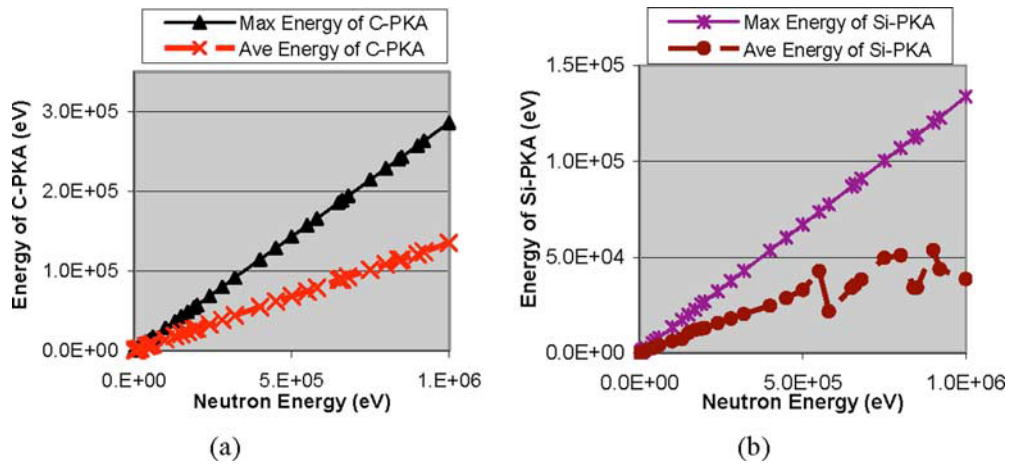 Max Energy of C-PKA
Ave Energy of C-PKA
Energy of C-PKA (eV)
3.0E+05
2.0E+05
1.0E+05
0.0E+00
0.E+00
5.E+05
1.E+06
Neutron Energy (eV)
(a)
Max Energy of Si-PKA
Ave Energy of Si-PKA
Energy of Si-PKA (eV)
1.5E+05
1.0E+05
5.0E+04
0.0E+00
0.0E+00
5.0E+05
1.0E+06
Neutron Energy (eV)
(b)